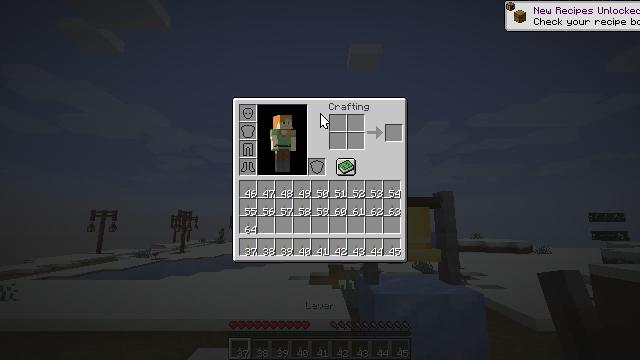 New Recipes Unlocked
Check your recipe bo
Crafting
46 47 48 49 50 51 52 53 54
55 56 57 58 59 60 61 62 63
64
37 38 39 40 41 42 43 44 45
Lever
37 38 39 40 41 42 43 44 45